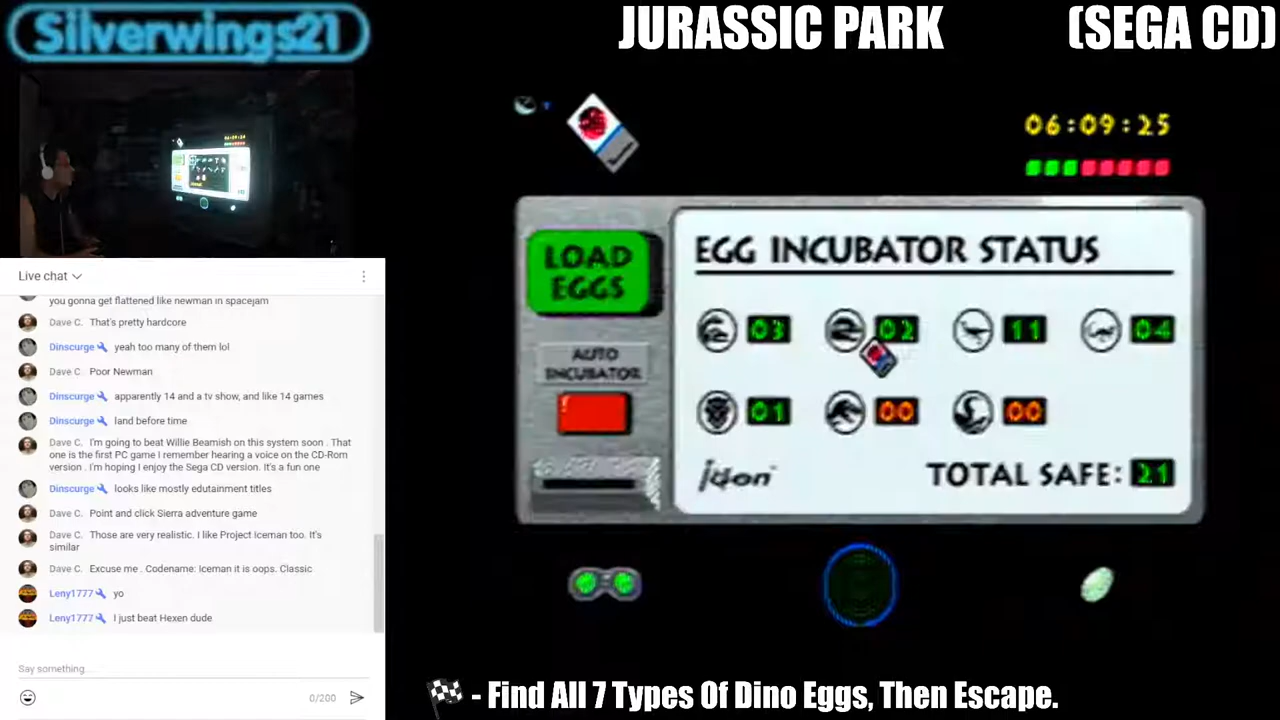 Silverwings21
JURASSIC PARK (SEGA CD)
06:09:25
LOAD
EGGS
AUTO
INCUBATOR
EGG INCUBATOR STATUS
03 02 11 04
01 00 00
TOTAL SAFE: 21
Live chat
you gonna get flattened like newman in spacejam
Dave C. That's pretty hardcore
Dinscurge yeah too many of them lol
Dave C. Poor Newman
Dinscurge apparently 14 and a tv show, and like 14 games
Dinscurge land before time
Dave C. I'm going to beat Willie Beamish on this system soon . That
one is the first PC game I remember hearing a voice on the CD-Rom
version . I'm hoping I enjoy the Sega CD version. It's a fun one
Dinscurge looks like mostly edutainment titles
Dave C. Point and click Sierra adventure game
Dave C. Those are very realistic. I like Project Iceman too. It's
similar
Dave C. Excuse me . Codename: Iceman it is oops. Classic
Leny1777 yo
Leny1777 I just beat Hexen dude
Say something...
0/200
- Find All 7 Types Of Dino Eggs, Then Escape.